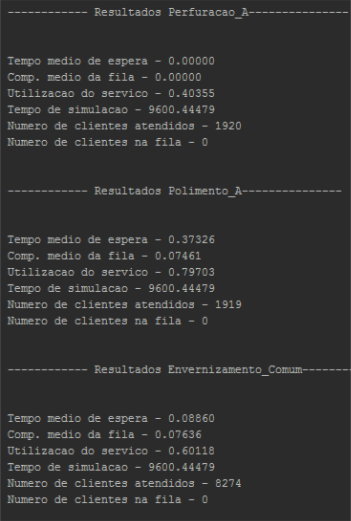 ------------ Resultados Perfuracao_A---------------
Tempo medio de espera - 0.00000
Comp. medio da fila - 0.00000
Utilizacao do servico - 0.40355
Tempo de simulacao - 9600.44479
Numero de clientes atendidos - 1920
Numero de clientes na fila - 0
------------ Resultados Polimento_A---------------
Tempo medio de espera - 0.37326
Comp. medio da fila - 0.07461
Utilizacao do servico - 0.79703
Tempo de simulacao - 9600.44479
Numero de clientes atendidos - 1919
Numero de clientes na fila - 0
------------ Resultados Envernizamento_Comum-------
Tempo medio de espera - 0.08860
Comp. medio da fila - 0.07636
Utilizacao do servico - 0.60118
Tempo de simulacao - 9600.44479
Numero de clientes atendidos - 8274
Numero de clientes na fila - 0